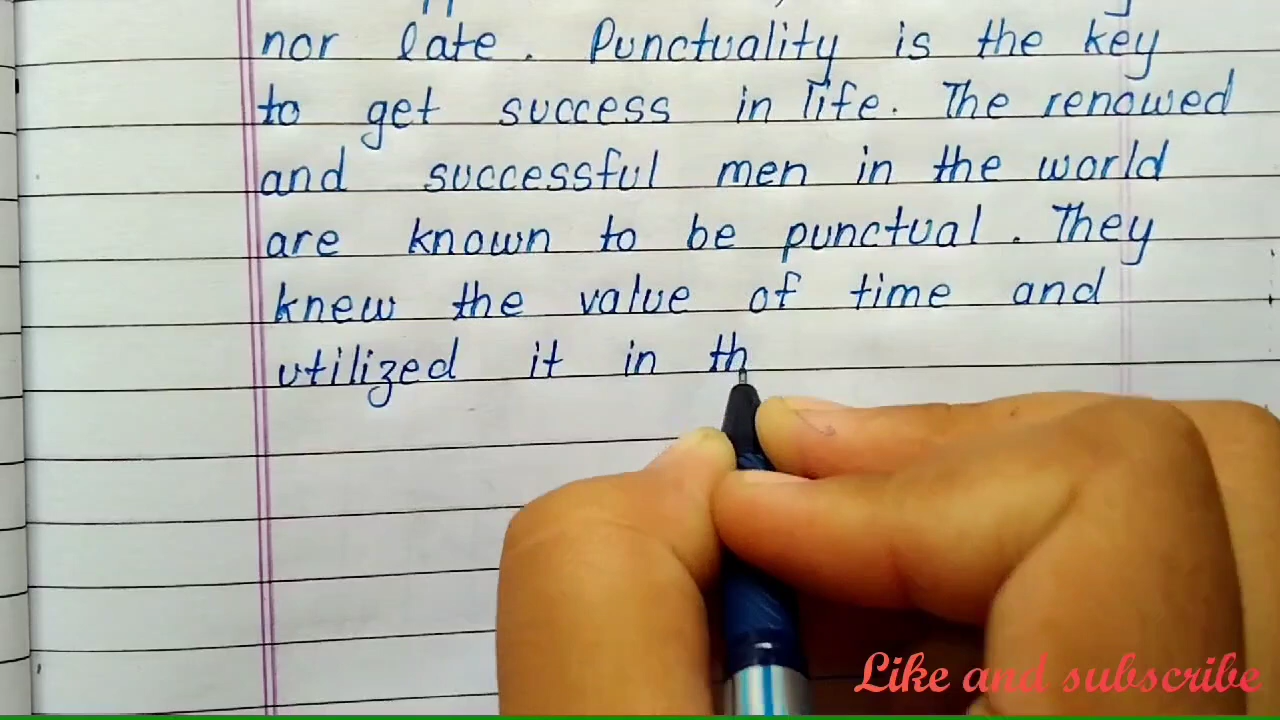 nor late. Punctuality is the key
to get success in life. The renowed
and successful men in the world
are known to be punctual. They
knew the value of time and
utilized it in th
Like and subscribe